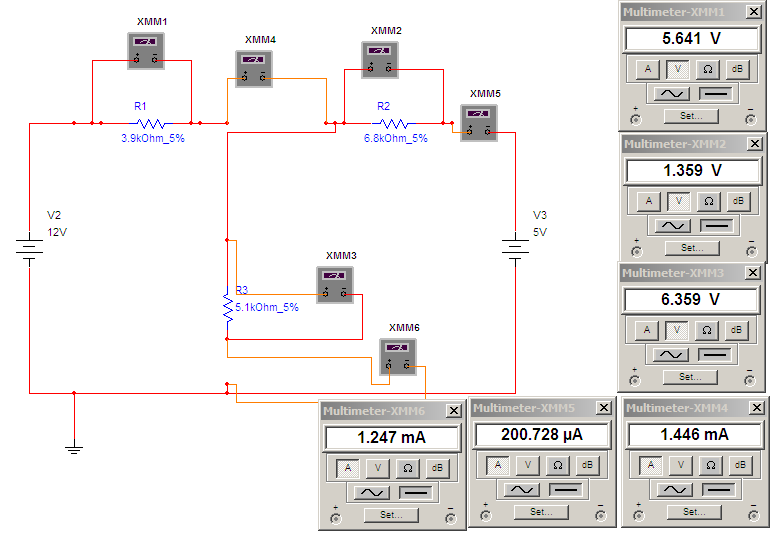 XMM1
XMM4
XMM2
XMM5
R1
3.9kOhm_5%
R2
6.8kOhm_5%
V2
12V
V3
5V
XMM3
R3
5.1kOhm_5%
XMM6
Multimeter-XMM1
5.641 V
A V Ω dB
+ Set... −
Multimeter-XMM2
1.359 V
A V Ω dB
+ Set... −
Multimeter-XMM3
6.359 V
A V Ω dB
+ Set... −
Multimeter-XMM6
1.247 mA
A V Ω dB
+ Set... −
Multimeter-XMM5
200.728 µA
A V Ω dB
+ Set... −
Multimeter-XMM4
1.446 mA
A V Ω dB
+ Set... −